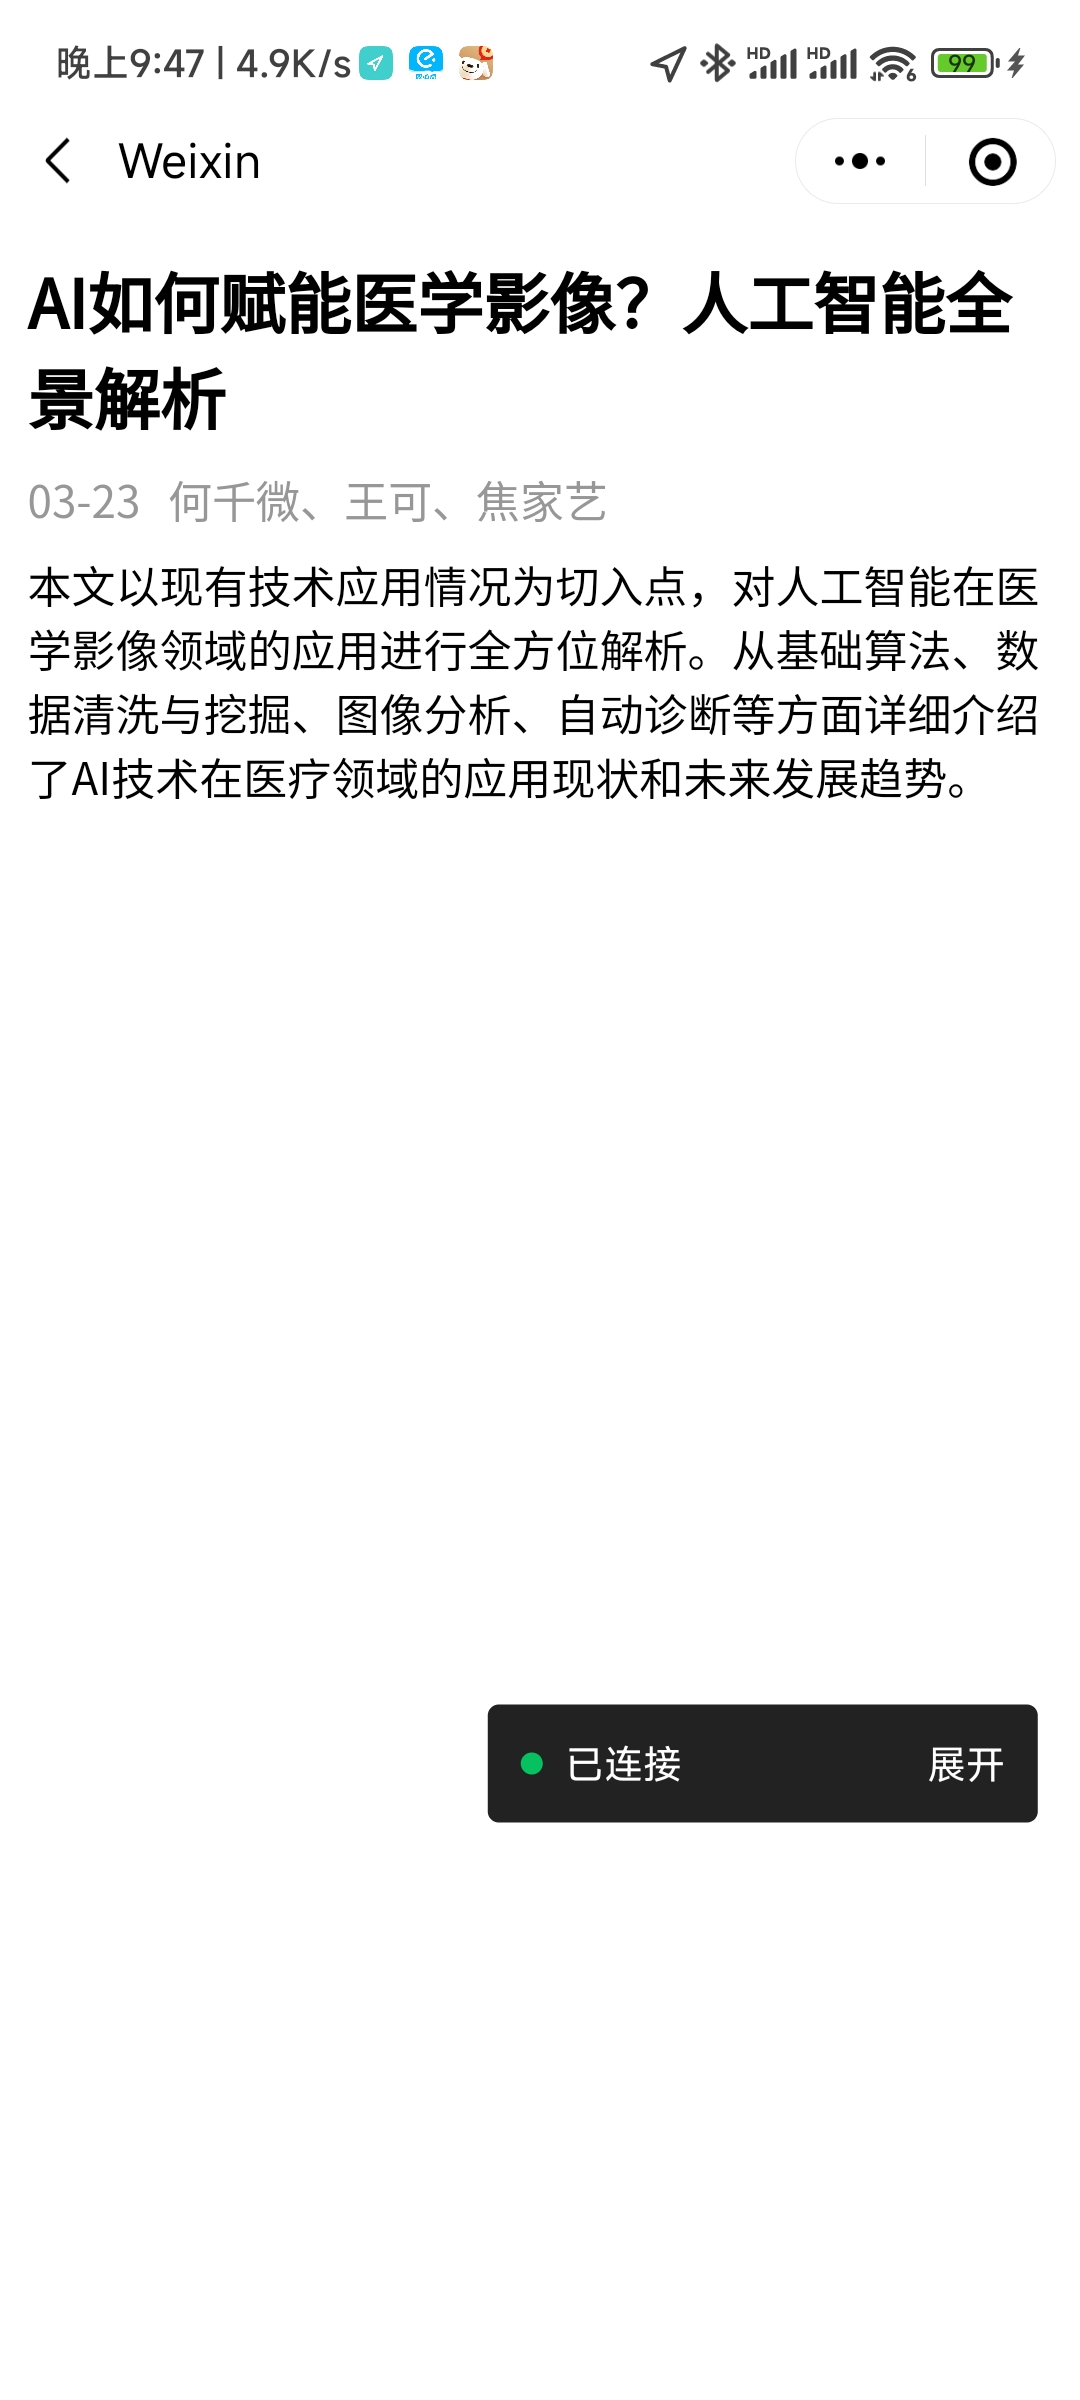 晚上9:47 | 4.9K/s
HD
HD
6
99
Weixin
AI如何赋能医学影像？人工智能全
景解析
03-23 何千微、王可、焦家艺
本文以现有技术应用情况为切入点，对人工智能在医
学影像领域的应用进行全方位解析。从基础算法、数
据清洗与挖掘、图像分析、自动诊断等方面详细介绍
了AI技术在医疗领域的应用现状和未来发展趋势。
已连接 展开